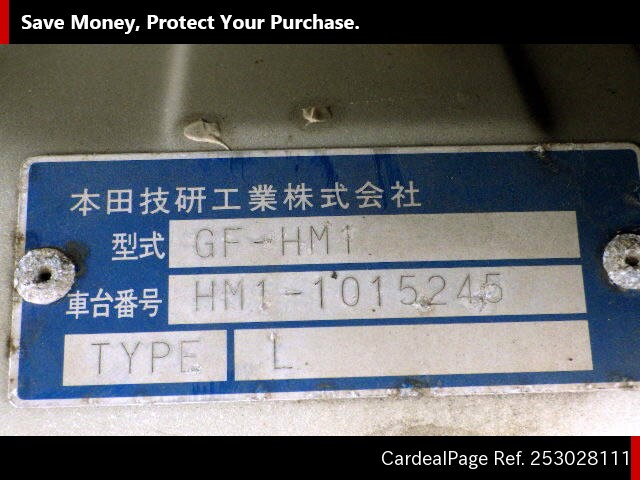 Save Money, Protect Your Purchase.
本田技研工業株式会社
型式 GF-HM1
車台番号 HM1-1015245
TYPE L
CardealPage Ref. 253028111